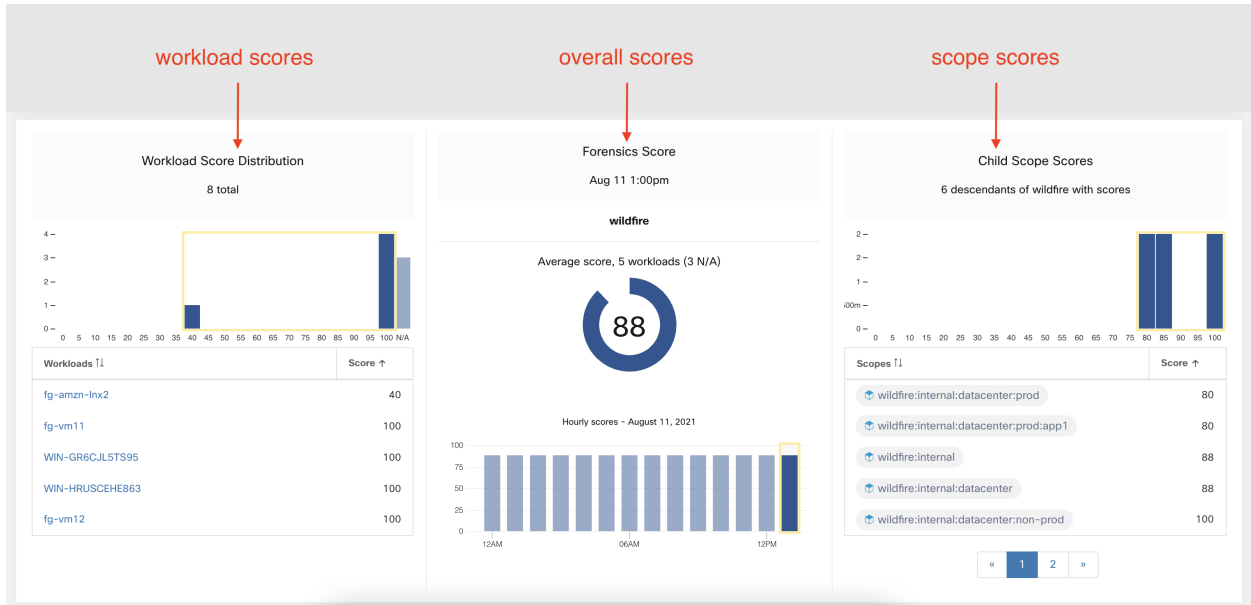 workload scores
overall scores
scope scores
Workload Score Distribution
8 total
4
3
2
1
0
0 5 10 15 20 25 30 35 40 45 50 55 60 65 70 75 80 85 90 95 100 N/A
Workloads Score
fg-amzn-lnx2 40
fg-vm11 100
WIN-GR6CJL5TS95 100
WIN-HRUSCEHE863 100
fg-vm12 100
Forensics Score
Aug 11 1:00pm
wildfire
Average score, 5 workloads (3 N/A)
88
Hourly scores – August 11, 2021
100
75
50
25
0
12AM 06AM 12PM
Child Scope Scores
6 descendants of wildfire with scores
2
2
1
500m
0
0 5 10 15 20 25 30 35 40 45 50 55 60 65 70 75 80 85 90 95 100
Scopes Score
wildfire:internal:datacenter:prod 80
wildfire:internal:datacenter:prod:app1 80
wildfire:internal 88
wildfire:internal:datacenter 88
wildfire:internal:datacenter:non-prod 100
« 1 2 »